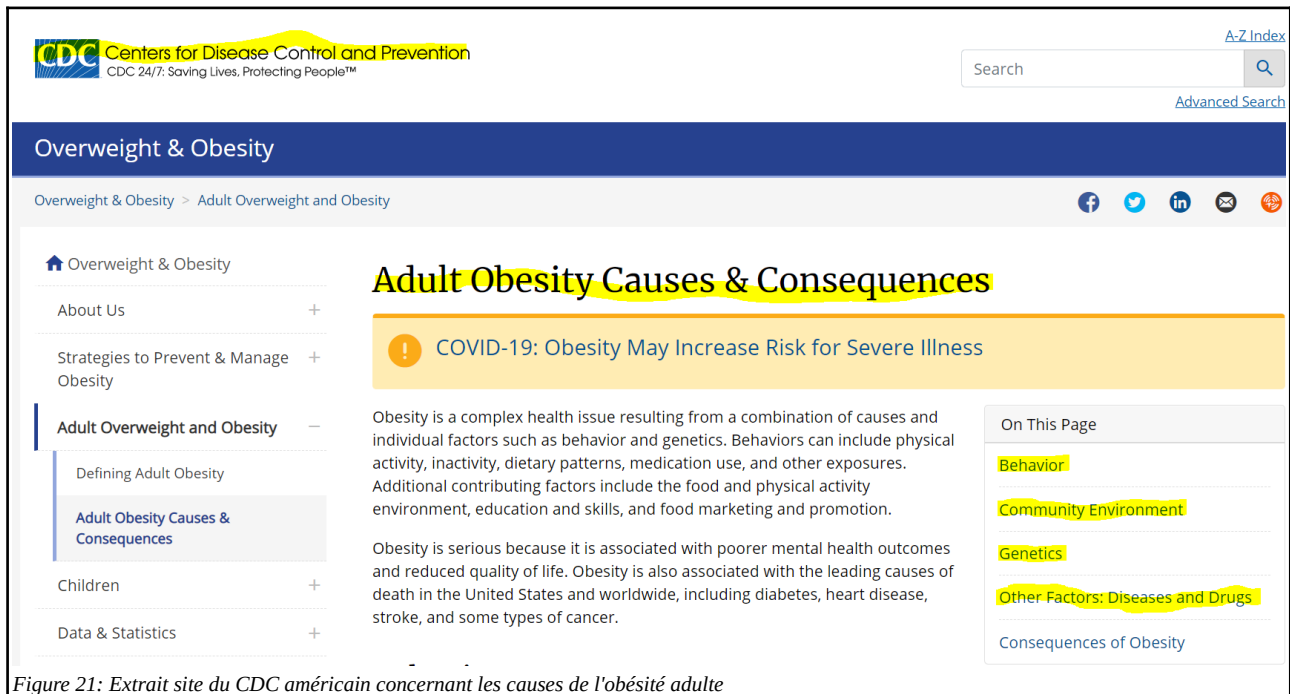 CDC Centers for Disease Control and Prevention
CDC 24/7: Saving Lives, Protecting People™
A-Z Index
Search
Advanced Search
Overweight & Obesity
Overweight & Obesity > Adult Overweight and Obesity
Overweight & Obesity
About Us
Strategies to Prevent & Manage
Obesity
Adult Overweight and Obesity
Defining Adult Obesity
Adult Obesity Causes &
Consequences
Children
Data & Statistics
Adult Obesity Causes & Consequences
COVID-19: Obesity May Increase Risk for Severe Illness
Obesity is a complex health issue resulting from a combination of causes and
individual factors such as behavior and genetics. Behaviors can include physical
activity, inactivity, dietary patterns, medication use, and other exposures.
Additional contributing factors include the food and physical activity
environment, education and skills, and food marketing and promotion.
Obesity is serious because it is associated with poorer mental health outcomes
and reduced quality of life. Obesity is also associated with the leading causes of
death in the United States and worldwide, including diabetes, heart disease,
stroke, and some types of cancer.
On This Page
Behavior
Community Environment
Genetics
Other Factors: Diseases and Drugs
Consequences of Obesity
Figure 21: Extrait site du CDC américain concernant les causes de l'obésité adulte